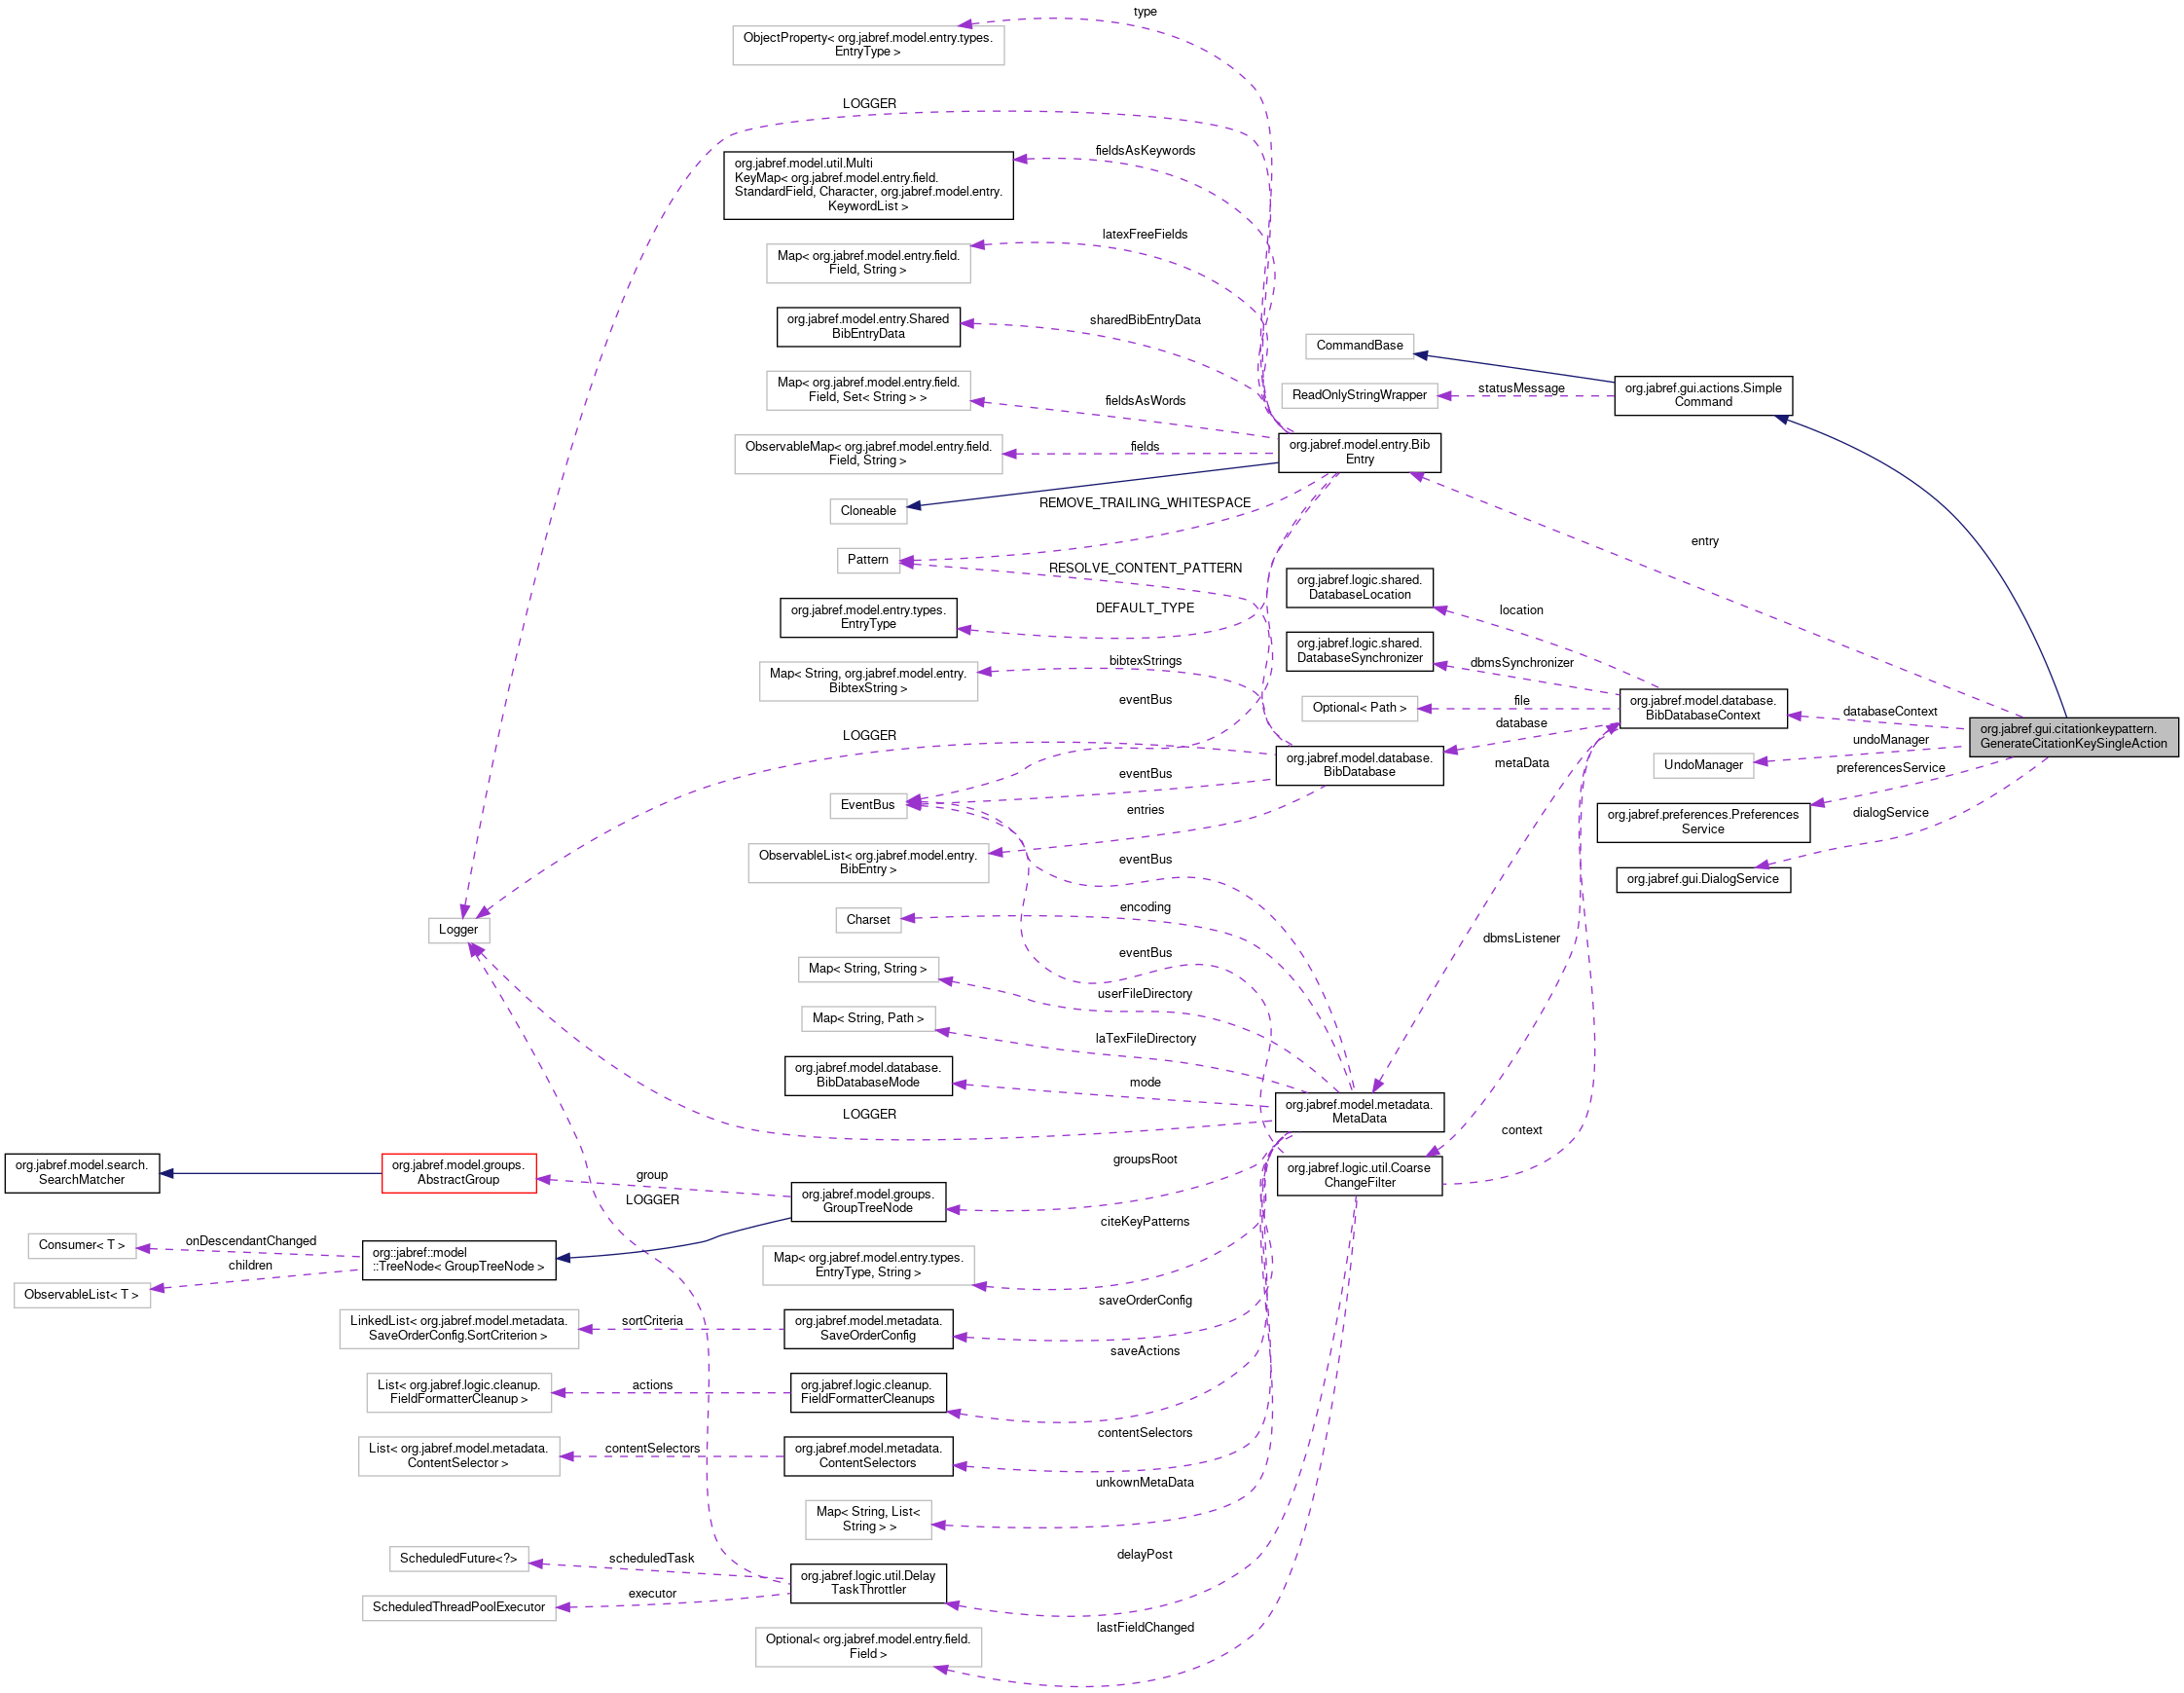 type
ObjectProperty< org.jabref.model.entry.types.
EntryType >
LOGGER
fieldsAsKeywords
org.jabref.model.util.Multi
KeyMap< org.jabref.model.entry.field.
StandardField, Character, org.jabref.model.entry.
KeywordList >
latexFreeFields
Map< org.jabref.model.entry.field.
Field, String >
sharedBibEntryData
org.jabref.model.entry.Shared
BibEntryData
CommandBase
Map< org.jabref.model.entry.field.
Field, Set< String > >
fieldsAsWords
ReadOnlyStringWrapper
statusMessage
org.jabref.gui.actions.Simple
Command
ObservableMap< org.jabref.model.entry.field.
Field, String >
fields
org.jabref.model.entry.Bib
Entry
Cloneable
REMOVE_TRAILING_WHITESPACE
Pattern
RESOLVE_CONTENT_PATTERN
entry
org.jabref.logic.shared.
DatabaseLocation
location
org.jabref.model.entry.types.
EntryType
DEFAULT_TYPE
org.jabref.logic.shared.
DatabaseSynchronizer
dbmsSynchronizer
Map< String, org.jabref.model.entry.
BibtexString >
bibtexStrings
eventBus
Optional< Path >
file
org.jabref.model.database.
BibDatabaseContext
databaseContext
org.jabref.gui.citationkeypattern.
GenerateCitationKeySingleAction
LOGGER
database
undoManager
org.jabref.model.database.
BibDatabase
metaData
UndoManager
preferencesService
eventBus
EventBus
entries
org.jabref.preferences.Preferences
Service
dialogService
ObservableList< org.jabref.model.entry.
BibEntry >
eventBus
org.jabref.gui.DialogService
Charset
encoding
Logger
dbmsListener
eventBus
Map< String, String >
userFileDirectory
Map< String, Path >
laTexFileDirectory
org.jabref.model.database.
BibDatabaseMode
mode
org.jabref.model.metadata.
MetaData
LOGGER
context
org.jabref.model.search.
SearchMatcher
org.jabref.model.groups.
AbstractGroup
group
LOGGER
org.jabref.model.groups.
GroupTreeNode
groupsRoot
org.jabref.logic.util.Coarse
ChangeFilter
citeKeyPatterns
Consumer< T >
onDescendantChanged
children
org::jabref::model
::TreeNode< GroupTreeNode >
ObservableList< T >
Map< org.jabref.model.entry.types.
EntryType, String >
saveOrderConfig
LinkedList< org.jabref.model.metadata.
SaveOrderConfig.SortCriterion >
sortCriteria
org.jabref.model.metadata.
SaveOrderConfig
saveActions
List< org.jabref.logic.cleanup.
FieldFormatterCleanup >
actions
org.jabref.logic.cleanup.
FieldFormatterCleanups
contentSelectors
List< org.jabref.model.metadata.
ContentSelector >
contentSelectors
org.jabref.model.metadata.
ContentSelectors
unkownMetaData
Map< String, List<
String > >
delayPost
ScheduledFuture<?>
scheduledTask
org.jabref.logic.util.Delay
TaskThrottler
ScheduledThreadPoolExecutor
executor
lastFieldChanged
Optional< org.jabref.model.entry.field.
Field >